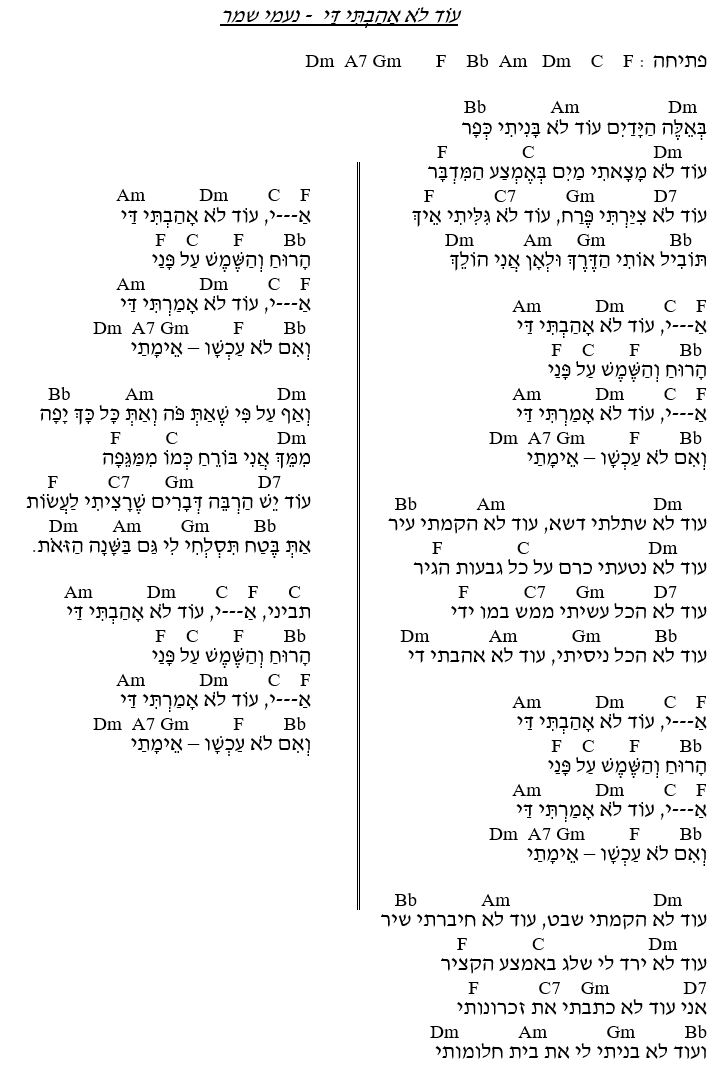 עוֹד לֹא אַהַבְתִּי דַּי - נעמי שמר
פתיחה : F C Dm Am Bb F Gm A7 Dm
Dm Am Bb
בְּאֵלֶּה הַיָּדַיִם עוֹד לֹא בָּנִיתִי כְּפָר
Dm C F
עוֹד לֹא מָצָאתִי מַיִם בְּאֶמְצַע הַמִּדְבָּר
D7 Gm C7 F
עוֹד לֹא צִיַּרְתִּי פֶּרַח, עוֹד לֹא גִּלִּיתִי אֵיךְ
Bb Gm Am Dm
תּוֹבִיל אוֹתִי הַדֶּרֶךְ וּלְאָן אֲנִי הוֹלֵךְ
F C Dm Am
אַ---י, עוֹד לֹא אָהַבְתִּי דַּי
Bb F C F
הָרוּחַ וְהַשֶּׁמֶשׁ עַל פָּנַי
F C Dm Am
אַ---י, עוֹד לֹא אָמַרְתִּי דַּי
Bb F Gm A7 Dm
וְאִם לֹא עַכְשָׁו – אֵימָתַי
Dm Am Bb
עוד לא שתלתי דשא, עוד לא הקמתי עיר
Dm C F
עוד לא נטעתי כרם על כל גבעות הגיר
D7 Gm C7 F
עוד לא הכל עשיתי ממש במו ידי
Bb Gm Am Dm
עוד לא הכל ניסיתי, עוד לא אהבתי די
F C Dm Am
אַ---י, עוֹד לֹא אָהַבְתִּי דַּי
Bb F C F
הָרוּחַ וְהַשֶּׁמֶשׁ עַל פָּנַי
F C Dm Am
אַ---י, עוֹד לֹא אָמַרְתִּי דַּי
Bb F Gm A7 Dm
וְאִם לֹא עַכְשָׁו – אֵימָתַי
Dm Am Bb
עוד לא הקמתי שבט, עוד לא חיברתי שיר
Dm C F
עוד לא ירד לי שלג באמצע הקציר
D7 Gm C7 F
אני עוד לא כתבתי את זכרונותי
Bb Gm Am Dm
ועוד לא בניתי לי את בית חלומותי
F C Dm Am
אַ---י, עוֹד לֹא אָהַבְתִּי דַּי
Bb F C F
הָרוּחַ וְהַשֶּׁמֶשׁ עַל פָּנַי
F C Dm Am
אַ---י, עוֹד לֹא אָמַרְתִּי דַּי
Bb F Gm A7 Dm
וְאִם לֹא עַכְשָׁו – אֵימָתַי
Dm Am Bb
וְאַף עַל פִּי שֶׁאַתְּ פֹּה וְאַתְּ כָּל כָּךְ יָפָה
Dm C F
מִמֵּךְ אֲנִי בּוֹרֵחַ כְּמוֹ מִמַּגֵּפָה
D7 Gm C7 F
עוֹד יֵשׁ הַרְבֵּה דְּבָרִים שֶׁרָצִיתִי לַעֲשׂוֹת
Bb Gm Am Dm
אַתְּ בֶּטַח תִּסְלְחִי לִי גַּם בַּשָּׁנָה הַזֹּאת.
C F C Dm Am
תביני, אַ---י, עוֹד לֹא אָהַבְתִּי דַּי
Bb F C F
הָרוּחַ וְהַשֶּׁמֶשׁ עַל פָּנַי
F C Dm Am
אַ---י, עוֹד לֹא אָמַרְתִּי דַּי
Bb F Gm A7 Dm
וְאִם לֹא עַכְשָׁו – אֵימָתַי